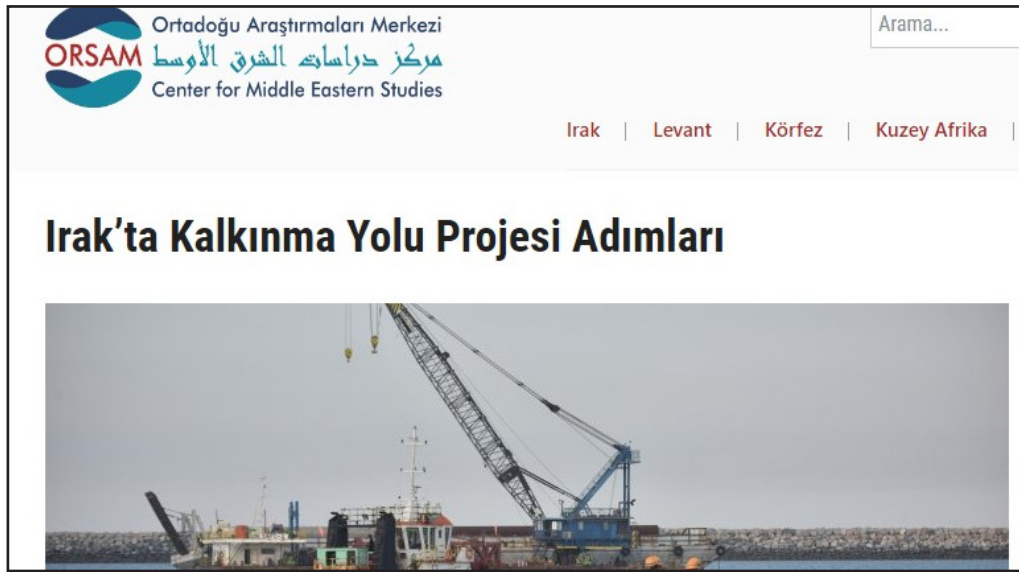 Ortadoğu Araştırmaları Merkezi
ORSAM
مركز دراسات الشرق الأوسط
Center for Middle Eastern Studies
Arama...
Irak | Levant | Körfez | Kuzey Afrika |
Irak’ta Kalkınma Yolu Projesi Adımları